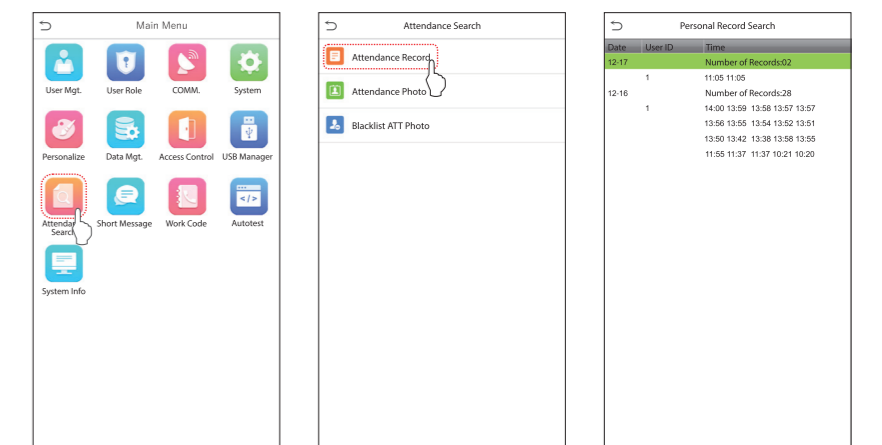 Main Menu
User Mgt. User Role COMM. System
Personalize Data Mgt. Access Control USB Manager
Attendance Search Short Message Work Code Autotest
System Info
Attendance Search
Attendance Record
Attendance Photo
Blacklist ATT Photo
Personal Record Search
Date User ID Time
12-17 Number of Records:02
1 11:05 11:05
12-16 Number of Records:28
1 14:00 13:59 13:58 13:57 13:57
13:56 13:55 13:54 13:52 13:51
13:50 13:42 13:38 13:58 13:55
11:55 11:37 11:37 10:21 10:20